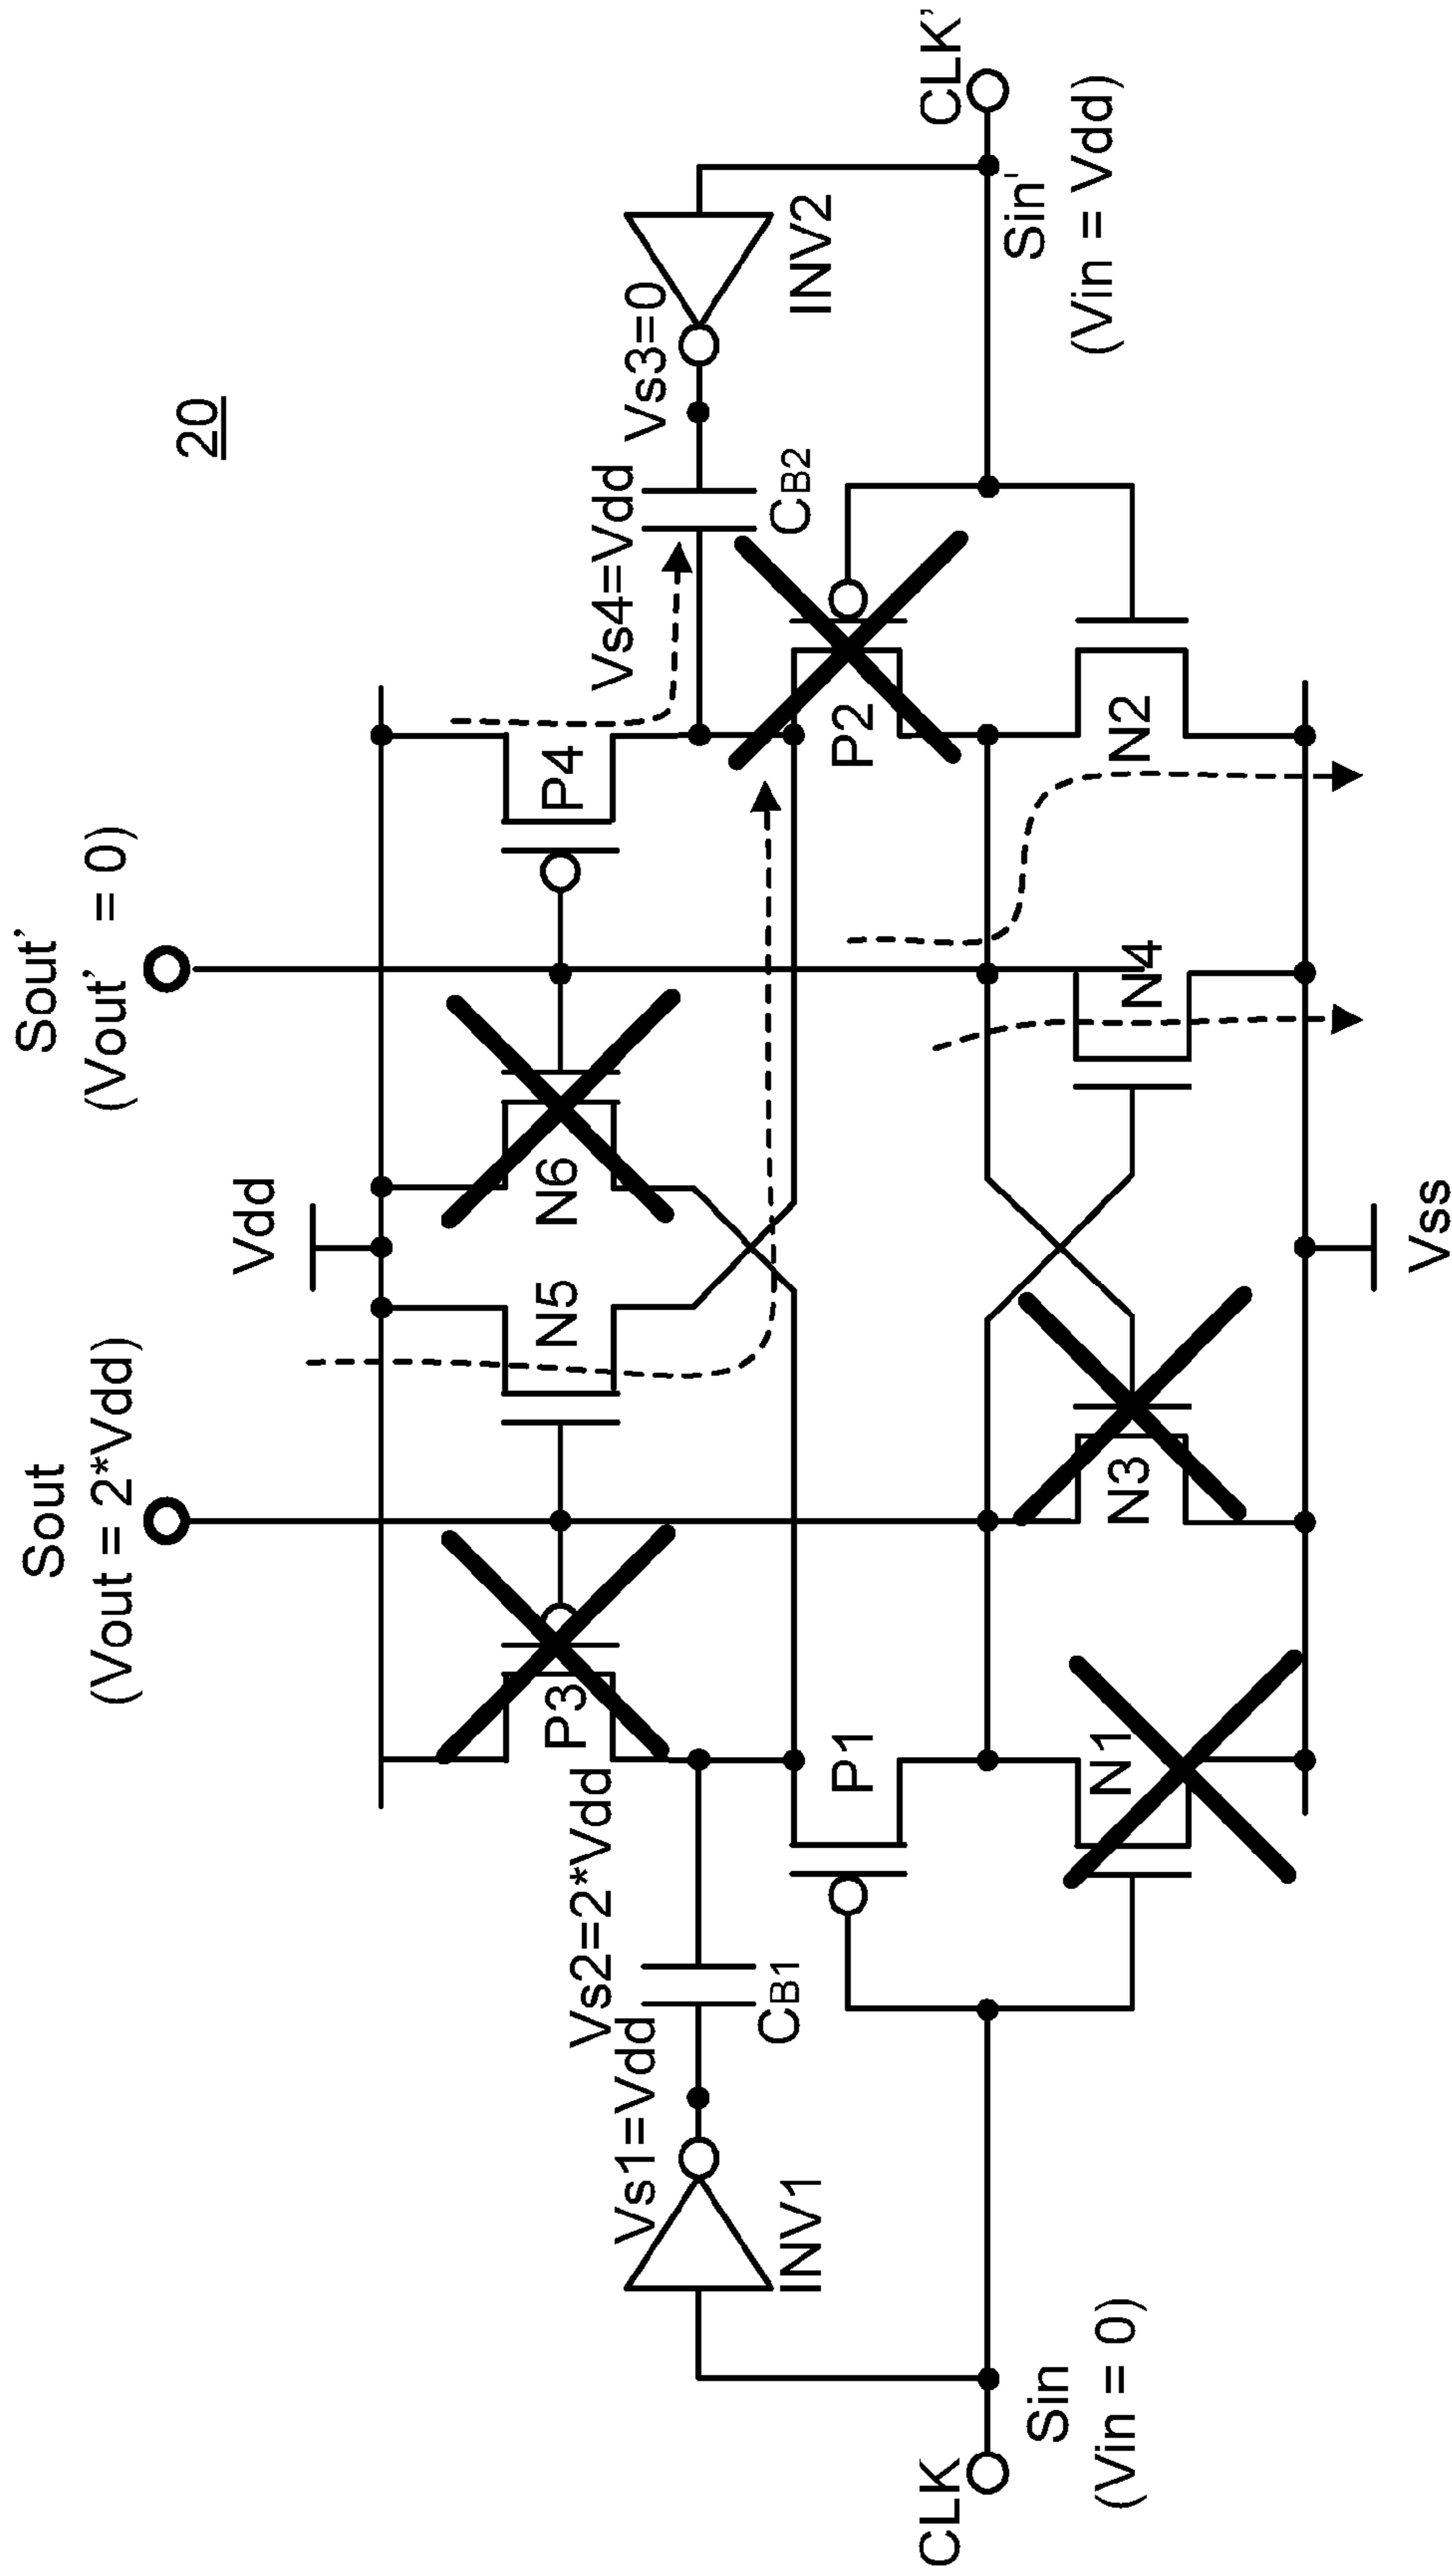 20
Sout
(Vout = 2*Vdd)
Sout'
(Vout' = 0)
Vdd
P3
N5
N6
P4
Vs1=Vdd
Vs2=2*Vdd
Vs4=Vdd
Vs3=0
INV1
CB1
CB2
INV2
P1
P2
CLK
CLK'
Sin
(Vin = 0)
Sin'
(Vin = Vdd)
N1
N3
N4
N2
Vss